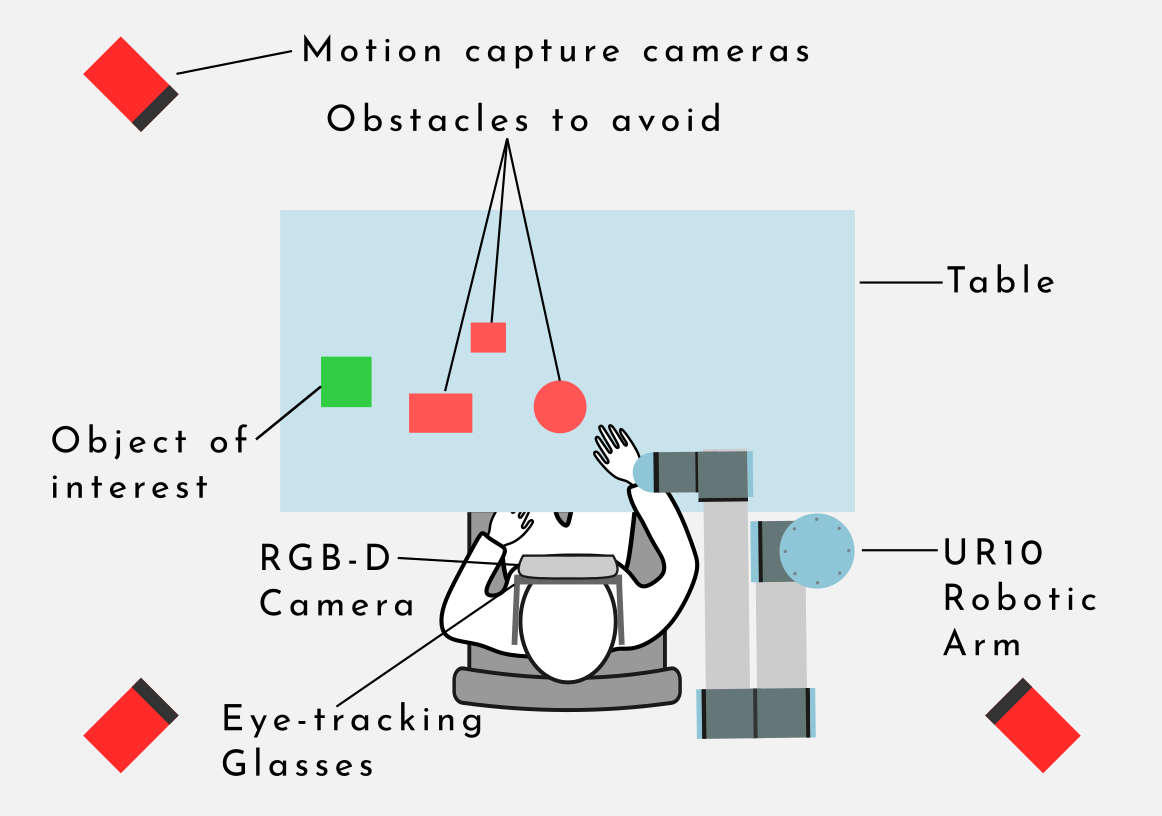 Motion capture cameras
Obstacles to avoid
Table
Object of
interest
RGB-D
Camera
UR10
Robotic
Arm
Eye-tracking
Glasses